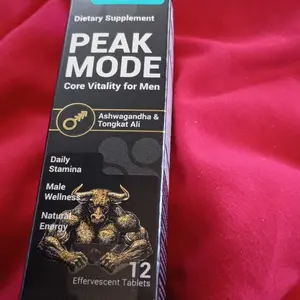 Dietary Supplement
PEAK
MODE
Core Vitality for Men
Ashwagandha &
Tongkat Ali
Daily
Stamina
Male
Wellness
Natural
Energy
12
Effervescent Tablets